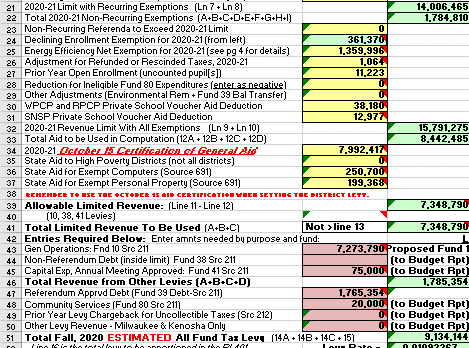 21 2020-21 Limit with Recurring Exemptions (Ln 7 + Ln 8) 14,006,465
22 Total 2020-21 Non-Recurring Exemptions (A+B+C+D+E+F+G+H+I) 1,784,810
23 Non-Recurring Referenda to Exceed 2020-21 Limit 0
24 Declining Enrollment Exemption for 2020-21 (from left) 361,370
25 Energy Efficiency Net Exemption for 2020-21 (see pg 4 for details) 1,359,996
26 Adjustment for Refunded or Rescinded Taxes, 2020-21 1,064
27 Prior Year Open Enrollment (uncounted pupil[s]) 11,223
28 Reduction for Ineligible Fund 80 Expenditures (enter as negative) 0
29 Other Adjustments (Environmental Rem + Fund 39 Bal Transfer) 0
30 WPCP and RPCP Private School Voucher Aid Deduction 38,180
31 SNSP Private School Voucher Aid Deduction 12,977
32 2020-21 Revenue Limit With All Exemptions (Ln 9 + Ln 10) 15,791,275
33 Total Aid to be Used in Computation (12A + 12B + 12C + 12D) 8,442,485
34 2020-21 October 15 Certification of General Aid 7,992,417
35 State Aid to High Poverty Districts (not all districts) 0
36 State Aid for Exempt Computers (Source 691) 250,700
37 State Aid for Exempt Personal Property (Source 691) 199,368
38 REMEMBER TO USE THE OCTOBER 15 AID CERTIFICATION WHEN SETTING THE DISTRICT LEVY.
39 Allowable Limited Revenue: (Line 11 - Line 12) 7,348,790
40 (10, 38, 41 Levies)
41 Total Limited Revenue To Be Used (A+B+C) Not >line 13 7,348,790
42 Entries Required Below: Enter amnts needed by purpose and fund:
43 Gen Operations: Fnd 10 Src 211 7,273,790 Proposed Fund 1
44 Non-Referendum Debt (inside limit) Fund 38 Src 211 0 (to Budget Rpt)
45 Capital Exp, Annual Meeting Approved: Fund 41 Src 211 75,000 (to Budget Rpt)
46 Total Revenue from Other Levies (A+B+C+D) 1,785,354
47 Referendum Apprvd Debt (Fund 39 Debt-Src 211) 1,765,354
48 Community Services (Fund 80 Src 211) 20,000 (to Budget Rpt)
49 Prior Year Levy Chargeback for Uncollectible Taxes (Src 212) 0 (to Budget Rpt)
50 Other Levy Revenue - Milwaukee & Kenosha Only 0 (to Budget Rpt)
51 Total Fall, 2020 ESTIMATED All Fund Tax Levy (14A + 14B + 14C + 15) 9,134,144